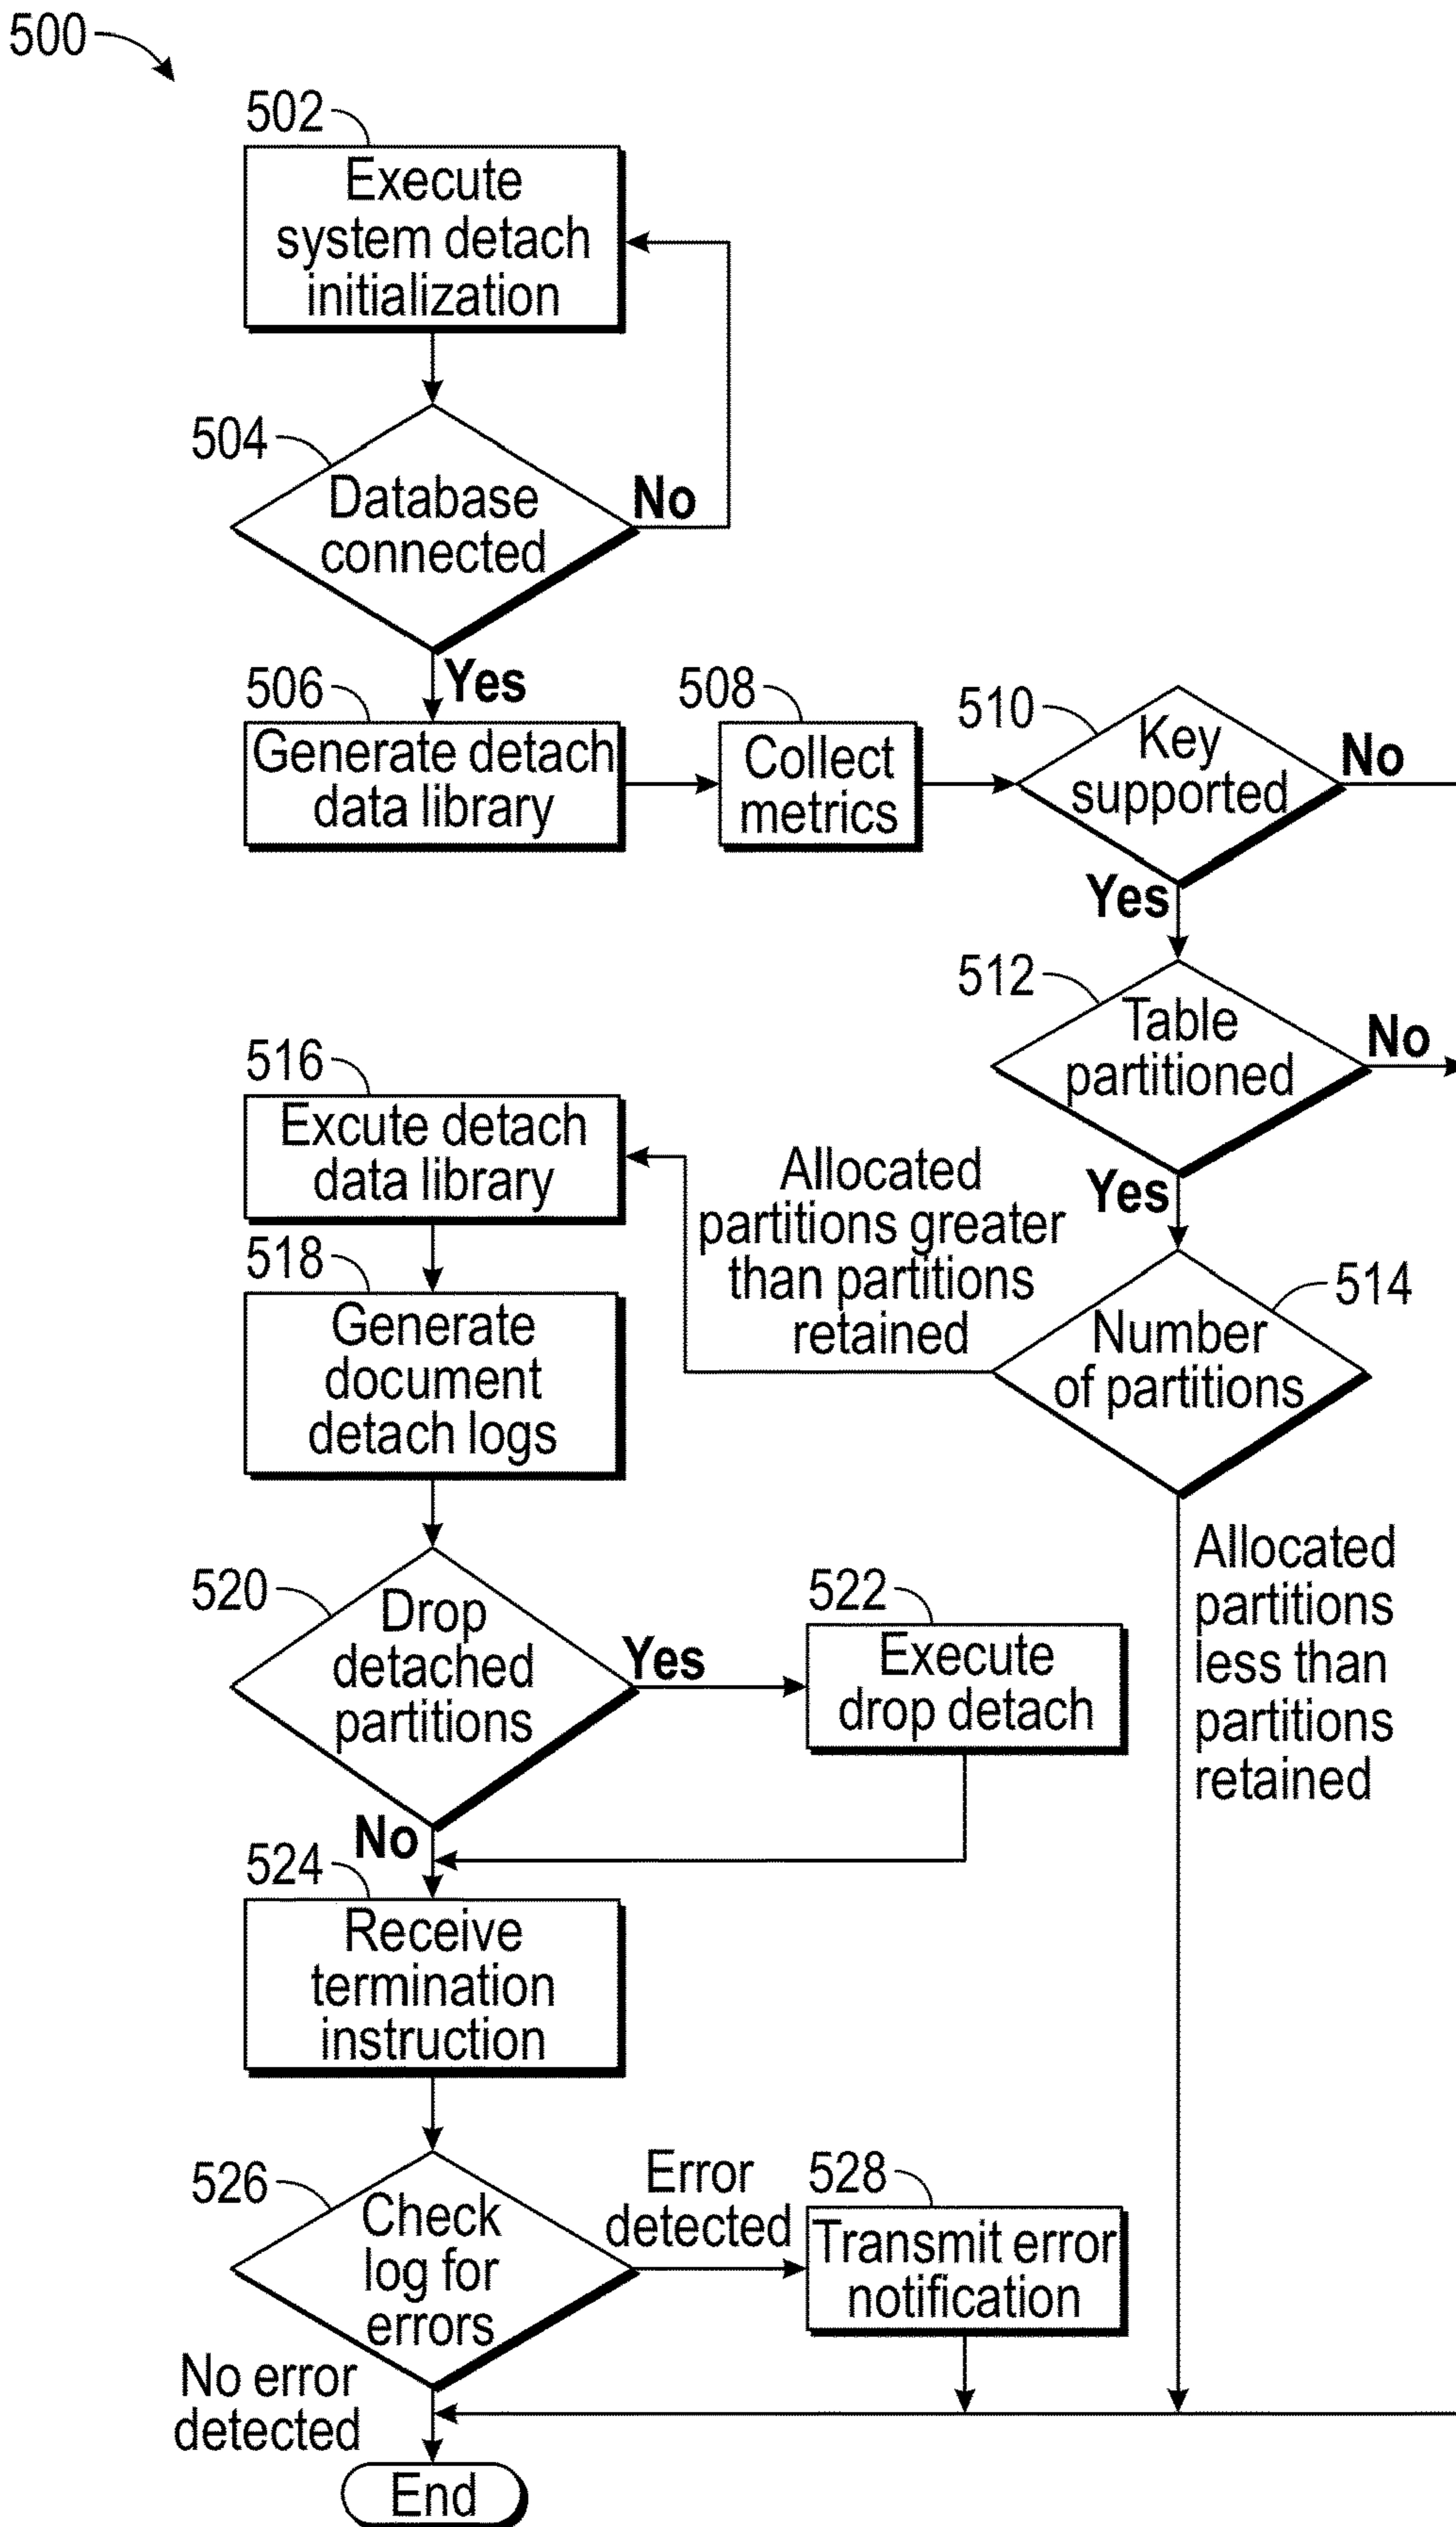 500
502
Execute
system detach
initialization
504
Database
connected
No
Yes
506
Generate detach
data library
508
Collect
metrics
510
Key
supported
No
Yes
512
Table
partitioned
No
Yes
514
Number
of partitions
Allocated
partitions greater
than partitions
retained
516
Excute detach
data library
518
Generate
document
detach logs
520
Drop
detached
partitions
Yes
522
Execute
drop detach
Allocated
partitions
less than
partitions
retained
No
524
Receive
termination
instruction
526
Check
log for
errors
Error
detected
528
Transmit error
notification
No error
detected
End